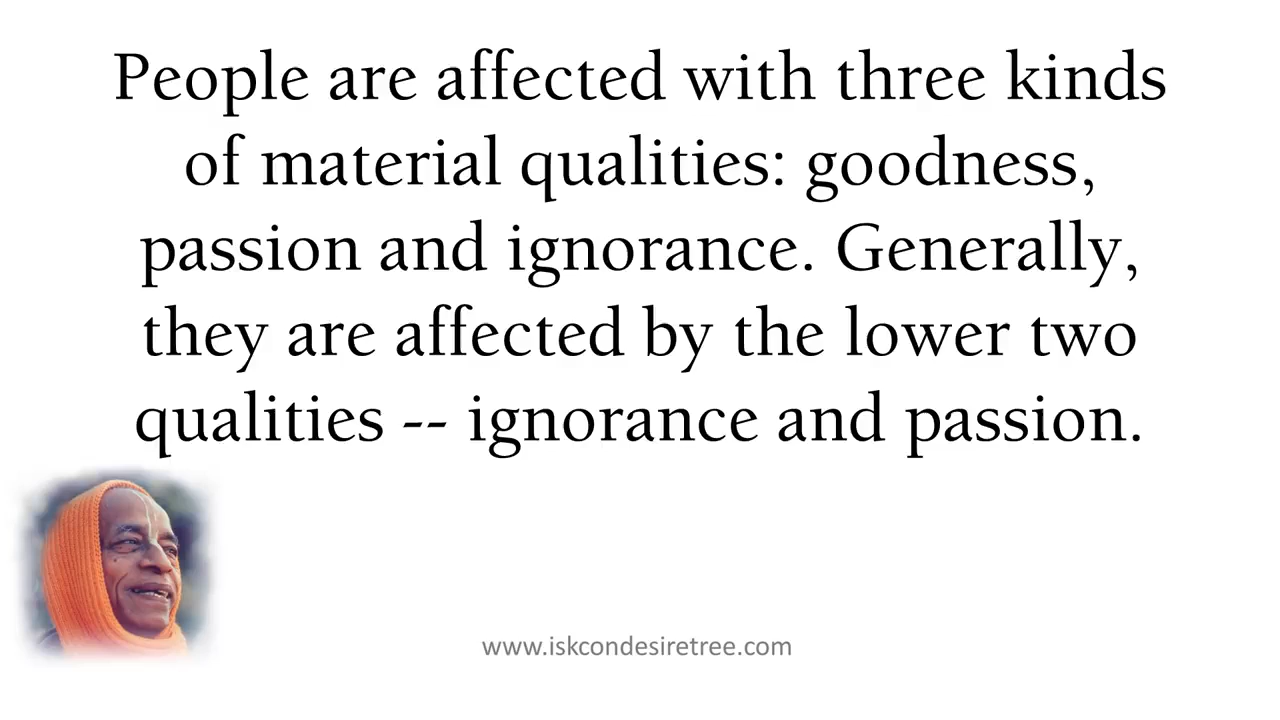 People are affected with three kinds
of material qualities: goodness,
passion and ignorance. Generally,
they are affected by the lower two
qualities -- ignorance and passion.
www.iskcondesiretree.com